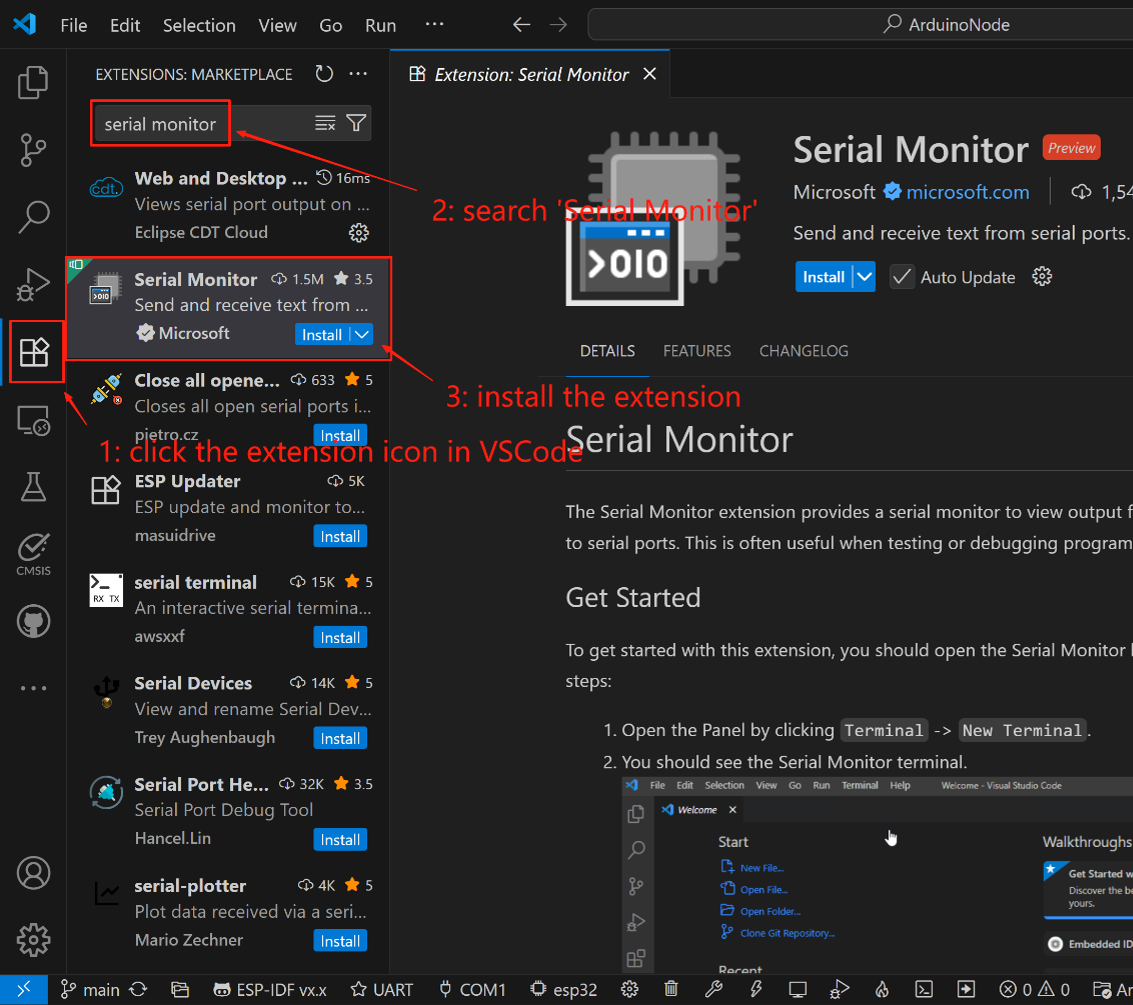 File Edit Selection View Go Run ···
ArduinoNode
EXTENSIONS: MARKETPLACE
serial monitor
Web and Desktop ... 16ms
Views serial port output on ...
Eclipse CDT Cloud
cdt.
Serial Monitor 1.5M 3.5
Send and receive text from ...
Microsoft Install
Close all opene... 633 5
Closes all open serial ports i...
pietro.cz Install
ESP Updater 5K
ESP update and monitor to...
masuidrive Install
serial terminal 15K 5
An interactive serial termina...
awsxxf Install
RX TX
Serial Devices 14K 5
View and rename Serial Dev...
Trey Aughenbaugh Install
Serial Port He... 32K 3.5
Serial Port Debug Tool
Hancel.Lin Install
serial-plotter 4K 5
Plot data received via a seri...
Mario Zechner Install
CMSIS
1: click the extension icon in VSCode
2: search 'Serial Monitor'
3: install the extension
Extension: Serial Monitor
>010
Serial Monitor Preview
Microsoft microsoft.com 1,54
Send and receive text from serial ports.
Install Auto Update
DETAILS FEATURES CHANGELOG
Serial Monitor
The Serial Monitor extension provides a serial monitor to view output f
to serial ports. This is often useful when testing or debugging program
Get Started
To get started with this extension, you should open the Serial Monitor
steps:
1. Open the Panel by clicking Terminal -> New Terminal.
2. You should see the Serial Monitor terminal.
File Edit Selection View Go Run Terminal Help Welcome - Visual Studio Code
Welcome
Start
New File...
Open File...
Open Folder...
Clone Git Repository...
Recent
Walkthroughs
Get Started w
Discover the be
yours.
Embedded ID
main ESP-IDF vx.x UART COM1 esp32 0 0 Ar